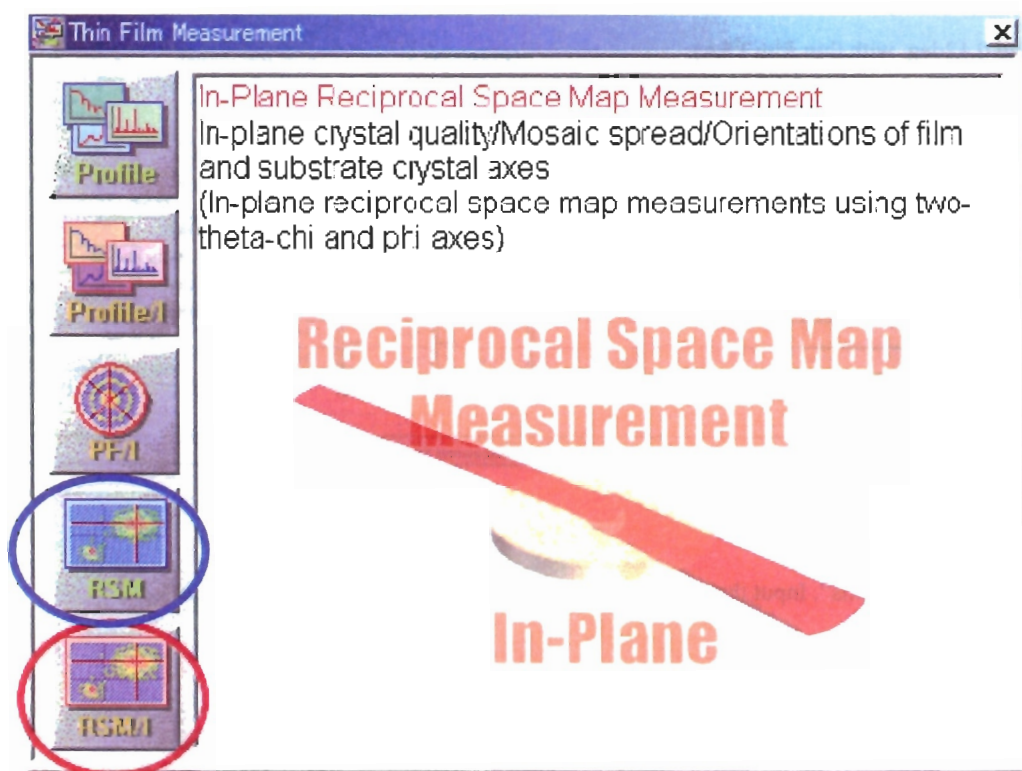 Thin Film Measurement
In-Plane Reciprocal Space Map Measurement
In-plane crystal quality/Mosaic spread/Orientations of film
and substrate crystal axes
(In-plane reciprocal space map measurements using two-
theta-chi and phi axes)
Profile
Profile/I
PF/I
RSM
RSM/I
Reciprocal Space Map
Measurement
In-Plane